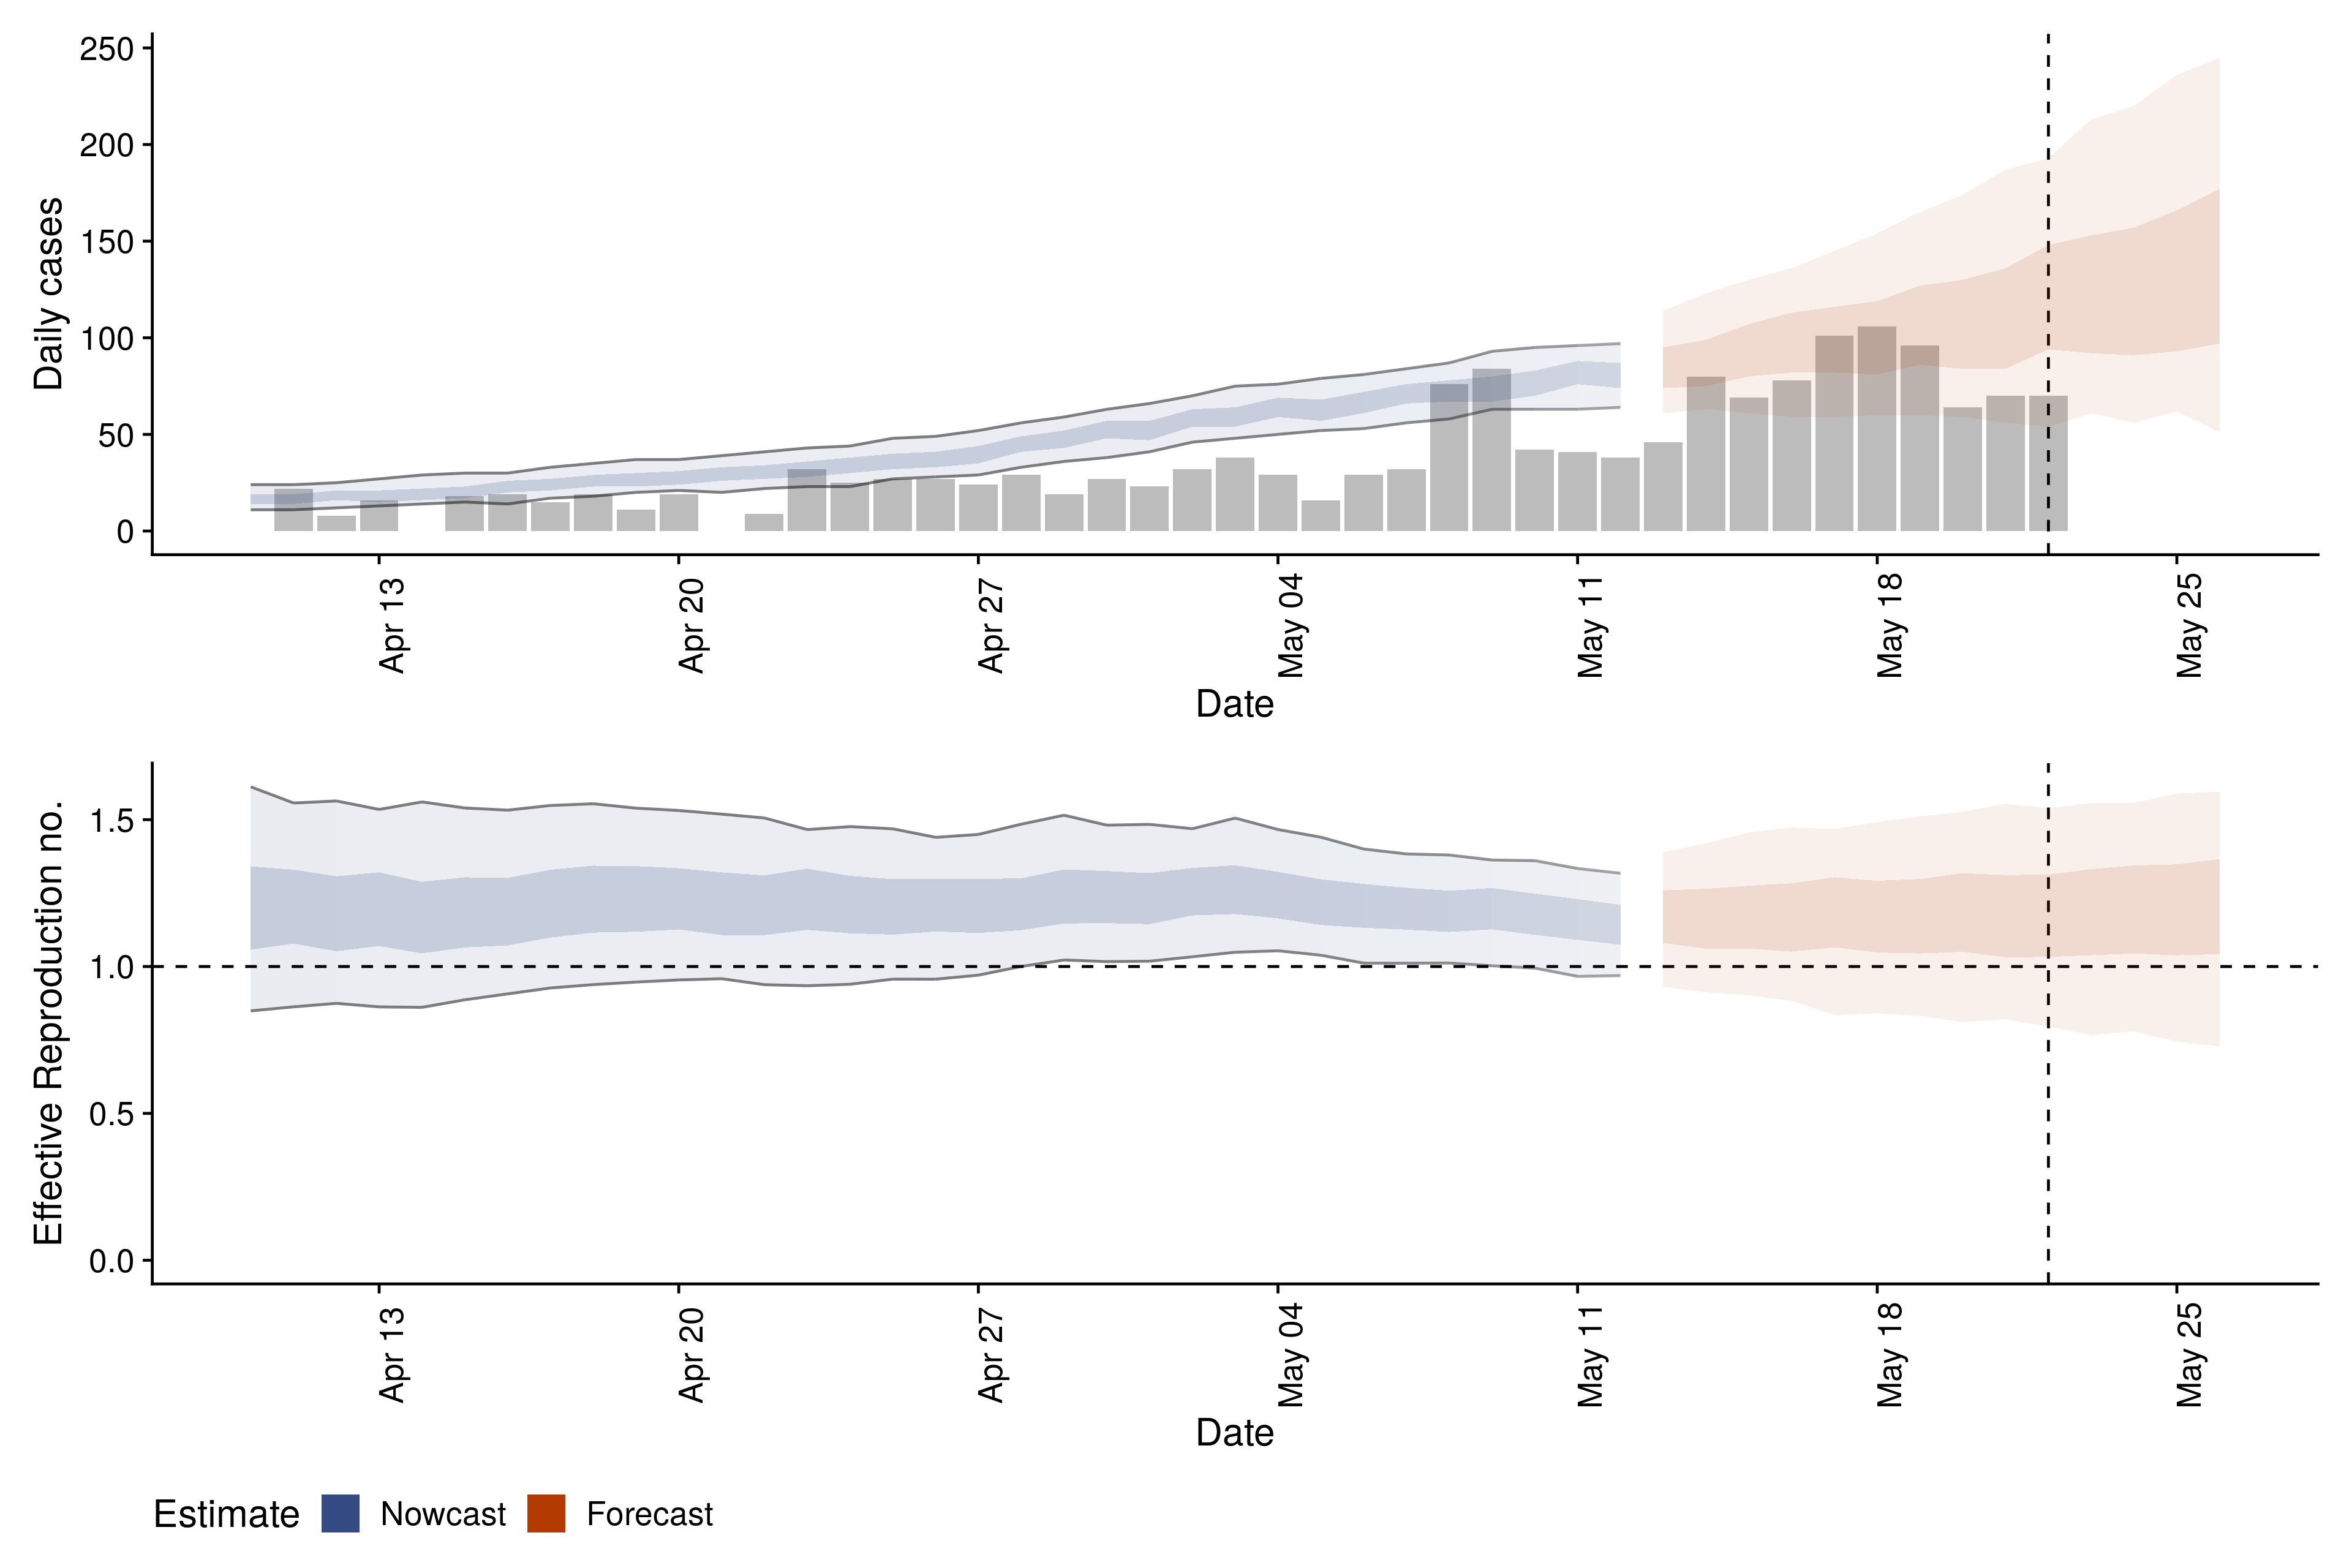 250
200
150
100
50
0
Daily cases
Apr 13
Apr 20
Apr 27
May 04
May 11
May 18
May 25
Date
1.5
1.0
0.5
0.0
Effective Reproduction no.
Apr 13
Apr 20
Apr 27
May 04
May 11
May 18
May 25
Date
Estimate Nowcast Forecast